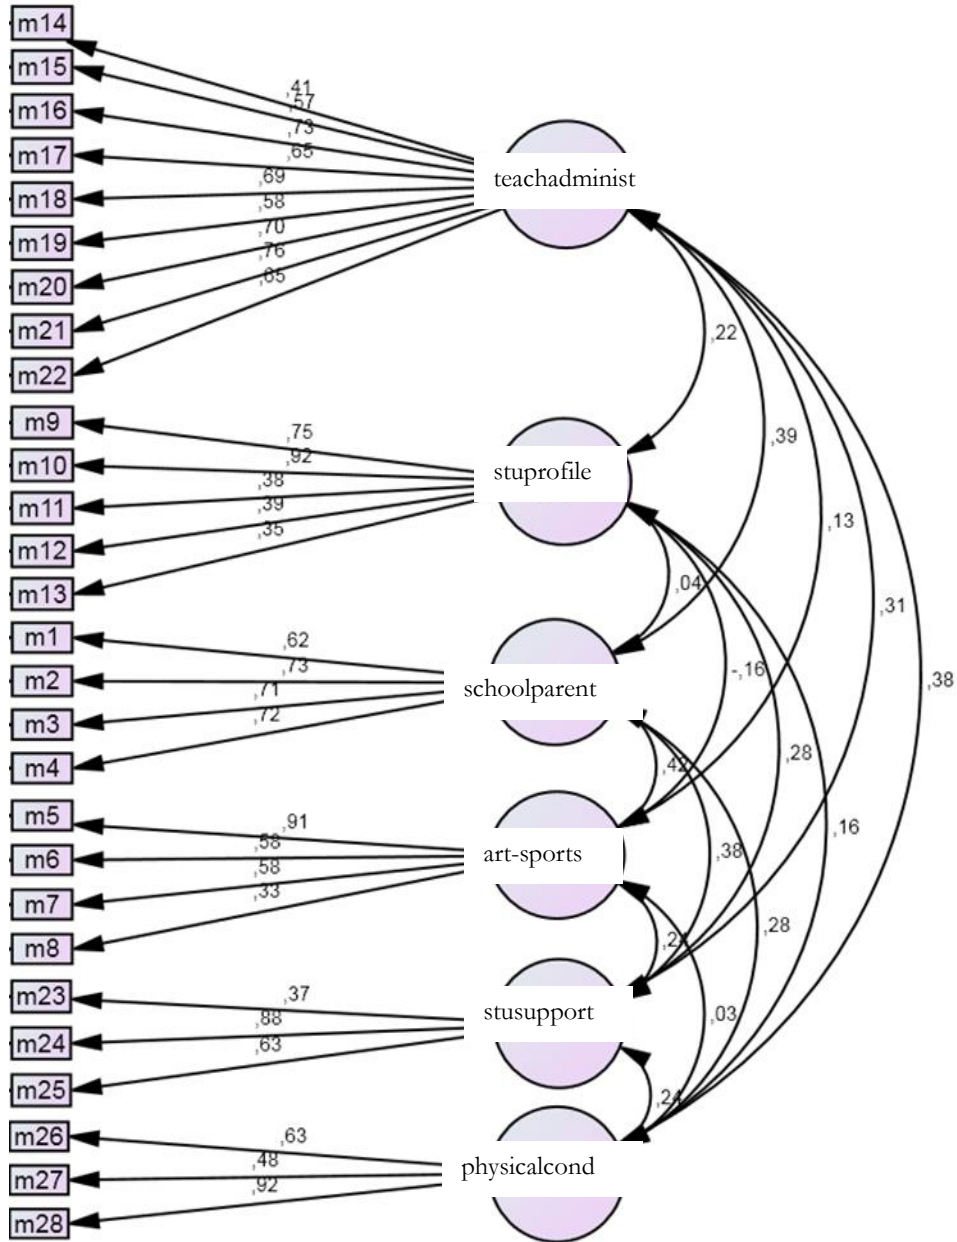 m14
m15
m16
m17
m18
m19
m20
m21
m22
,41
,57
,73
,65
,69
,58
,70
,76
,65
teachadminist
m9
m10
m11
m12
m13
,75
,92
,38
,39
,35
stuprofile
m1
m2
m3
m4
,62
,73
,71
,72
schoolparent
m5
m6
m7
m8
,91
,58
,58
,33
art-sports
m23
m24
m25
,37
,88
,63
stusupport
m26
m27
m28
,63
,48
,92
physicalcond
,22
,39
,13
,31
,38
,04
-,16
,28
,16
,42
,38
,28
,24
,03
,24